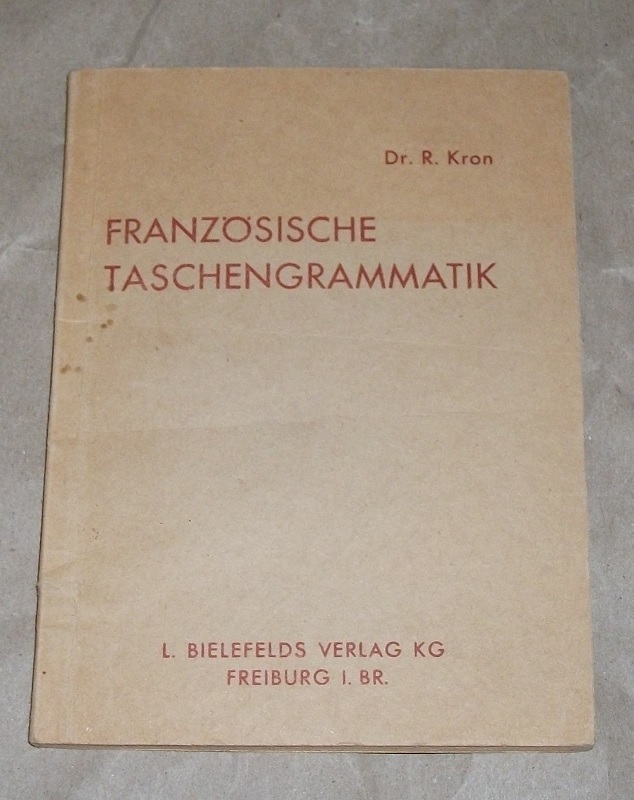 Dr. R. Kron
FRANZÖSISCHE
TASCHENGRAMMATIK
L. BIELEFELDS VERLAG KG
FREIBURG I. BR.